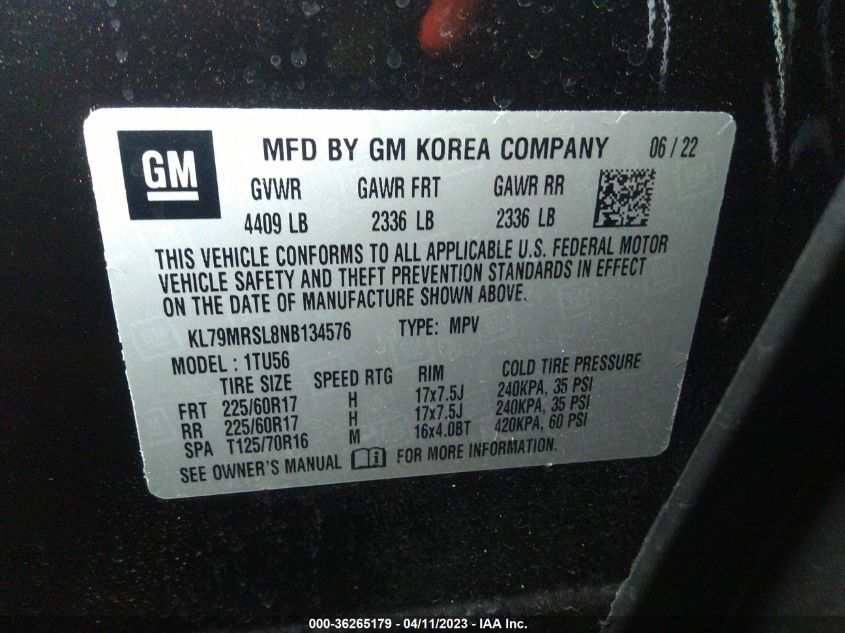 GM
MFD BY GM KOREA COMPANY 06 / 22
GVWR GAWR FRT GAWR RR
4409 LB 2336 LB 2336 LB
THIS VEHICLE CONFORMS TO ALL APPLICABLE U.S. FEDERAL MOTOR
VEHICLE SAFETY AND THEFT PREVENTION STANDARDS IN EFFECT
ON THE DATE OF MANUFACTURE SHOWN ABOVE.
KL79MRSL8NB134576 TYPE: MPV
MODEL : 1TU56
TIRE SIZE SPEED RTG RIM COLD TIRE PRESSURE
FRT 225/60R17 H 17x7.5J 240KPA, 35 PSI
RR 225/60R17 H 17x7.5J 240KPA, 35 PSI
SPA T125/70R16 M 16x4.0BT 420KPA, 60 PSI
SEE OWNER'S MANUAL FOR MORE INFORMATION.
000-36265179 - 04/11/2023 - IAA Inc.